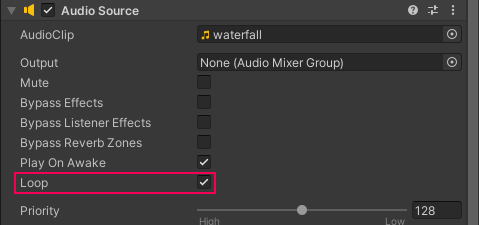 Audio Source
AudioClip waterfall
Output None (Audio Mixer Group)
Mute
Bypass Effects
Bypass Listener Effects
Bypass Reverb Zones
Play On Awake
Loop
Priority 128
High Low